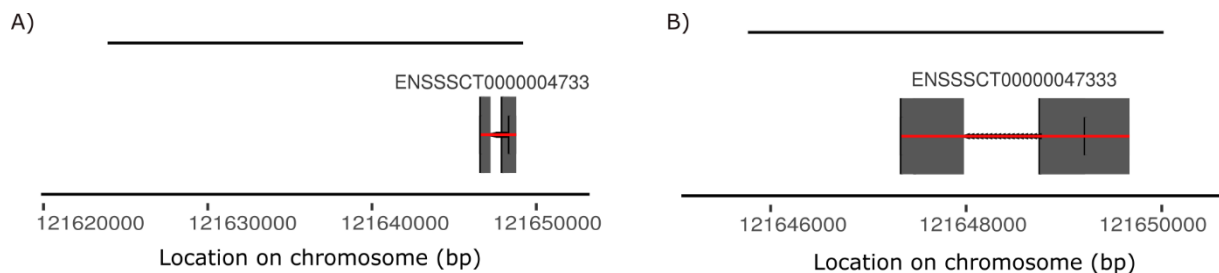 A)
ENSSSCT0000004733
121620000 121630000 121640000 121650000
Location on chromosome (bp)
B)
ENSSSCT00000047333
121646000 121648000 121650000
Location on chromosome (bp)